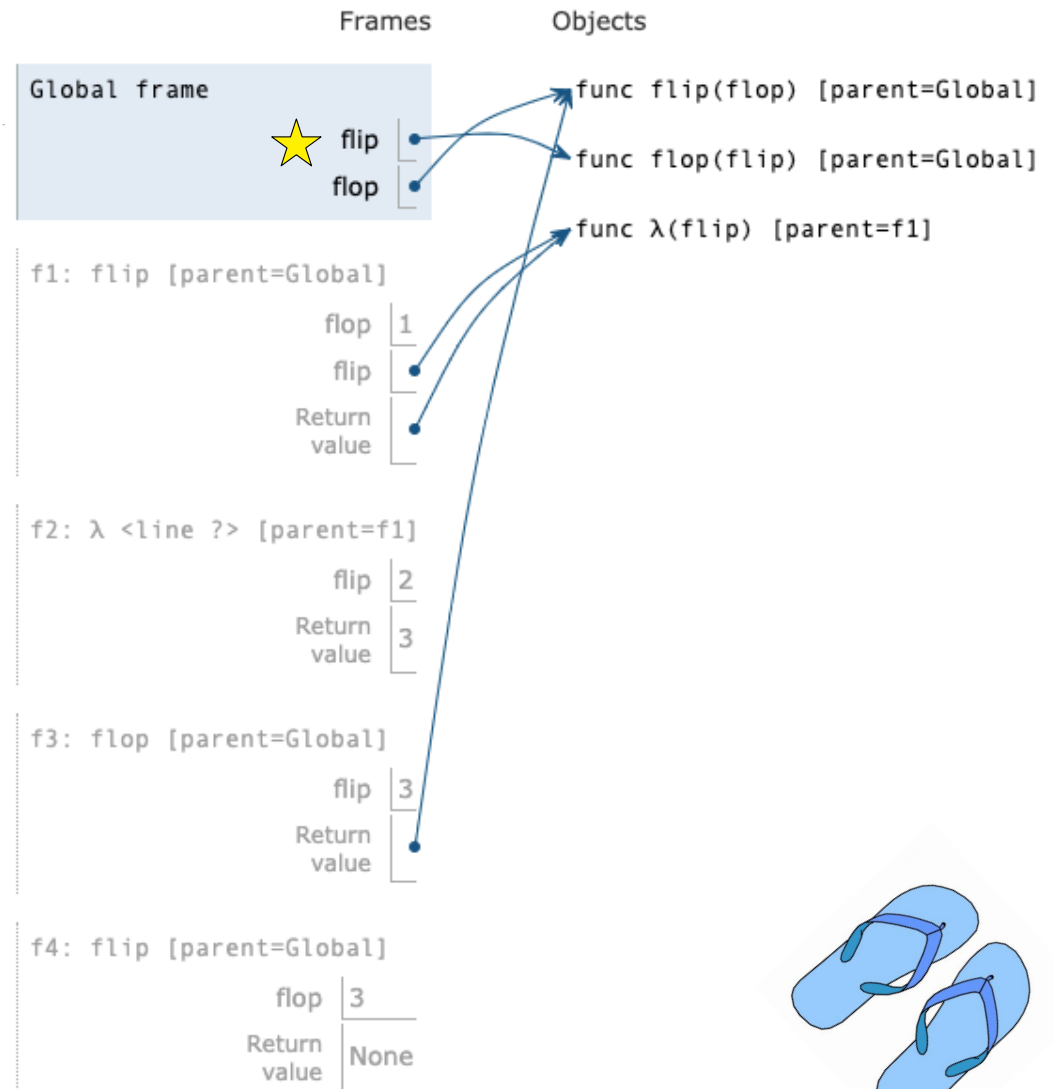 Frames Objects
Global frame
flip
flop
func flip(flop) [parent=Global]
func flop(flip) [parent=Global]
func λ(flip) [parent=f1]
f1: flip [parent=Global]
flop 1
flip
Return
value
f2: λ <line ?> [parent=f1]
flip 2
Return
value 3
f3: flop [parent=Global]
flip 3
Return
value
f4: flip [parent=Global]
flop 3
Return
value None